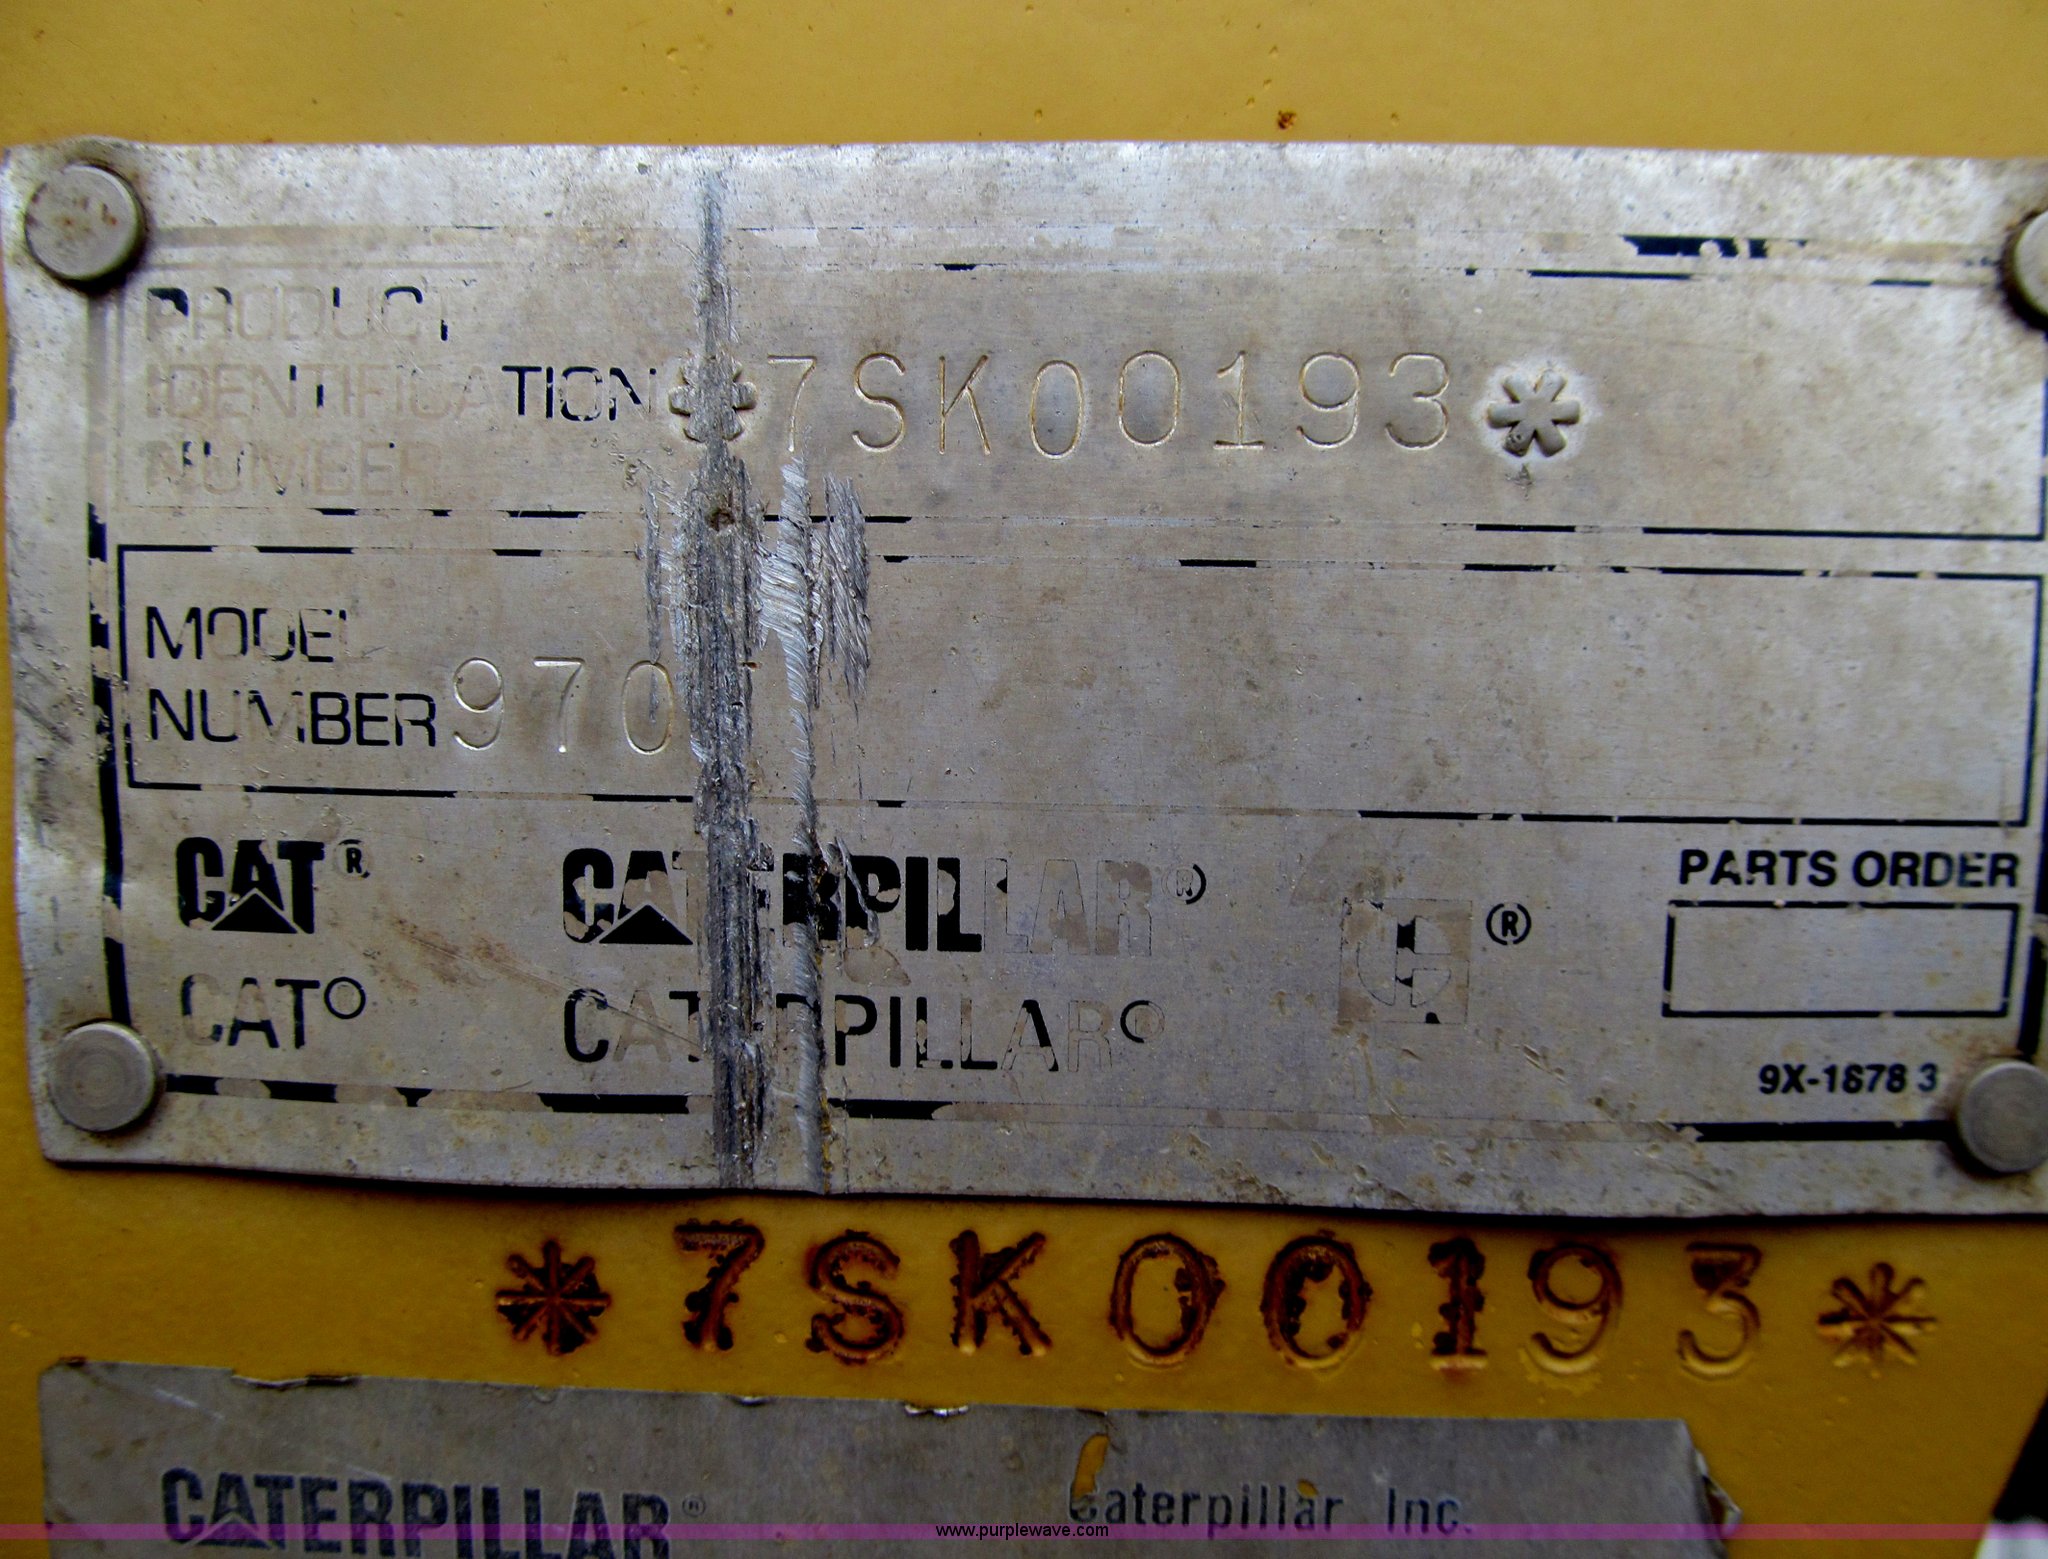 PRODUCT
IDENTIFICATION *7SK00193*
NUMBER
MODEL
NUMBER 970
CAT® CATERPILLAR® ® PARTS ORDER
CAT® CATERPILLAR®
9X-1878 3
*7SK00193*
CATERPILLAR® Caterpillar Inc.
www.purplewave.com